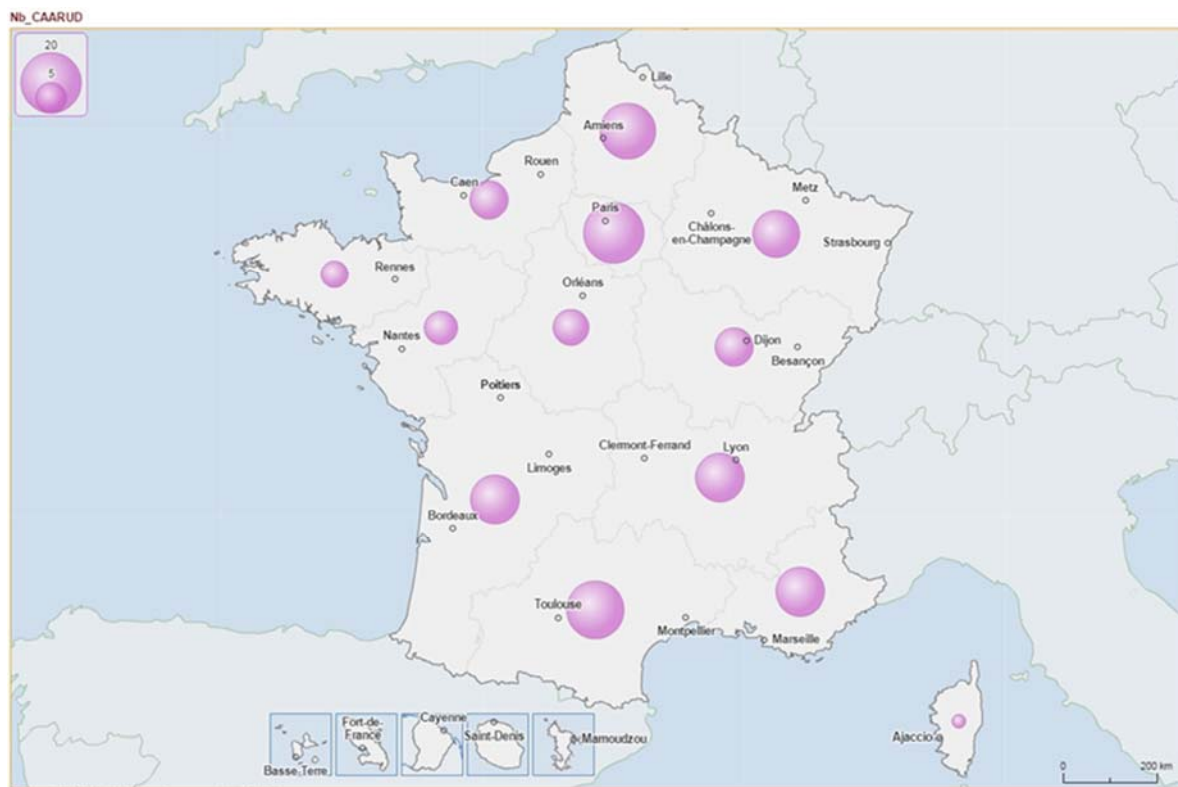 Nb_CAARUD
20
5
Lille
Amiens
Rouen
Caen
Metz
Paris
Châlons-
en-Champagne
Strasbourg
Rennes
Orléans
Nantes
Dijon
Besançon
Poitiers
Clermont-Ferrand
Lyon
Limoges
Bordeaux
Toulouse
Montpellier
Marseille
Ajaccio
Basse Terre
Fort-de-
France
Cayenne
Saint-Denis
Mamoudzou
0
200 km